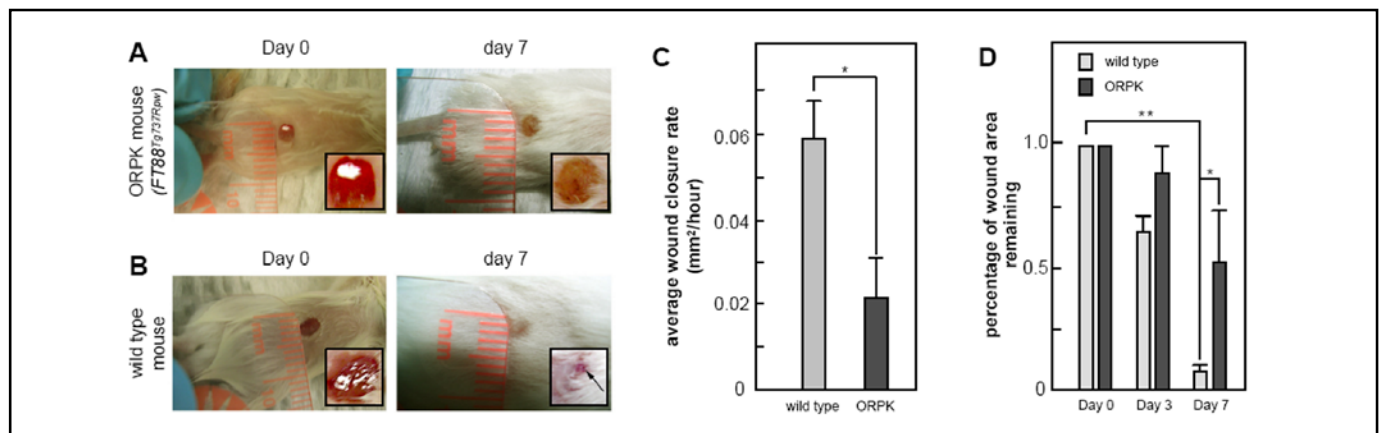 A
Day 0
day 7
ORPK mouse
(FT88Tg737Rpw)
B
Day 0
day 7
wild type
mouse
C
average wound closure rate
(mm²/hour)
0.06
0.04
0.02
0
*
wild type
ORPK
D
percentage of wound area
remaining
wild type
ORPK
**
*
1.0
0.5
0
Day 0
Day 3
Day 7